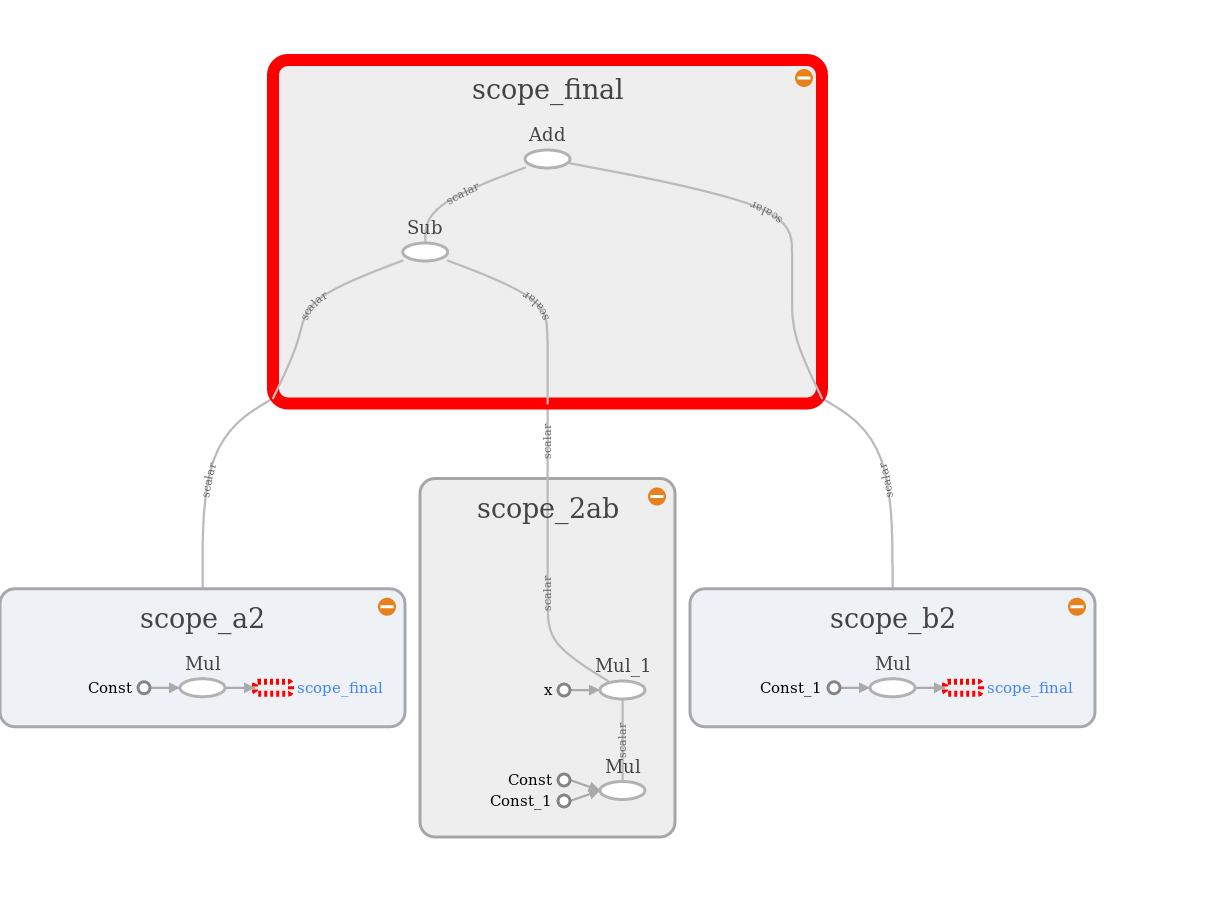 scope_final
Add
scalar
scalar
Sub
scalar
scalar
scalar
scalar
scalar
scope_2ab
scalar
scope_a2
Mul
Const
scope_final
Mul_1
x
scalar
Mul
Const
Const_1
scope_b2
Mul
Const_1
scope_final